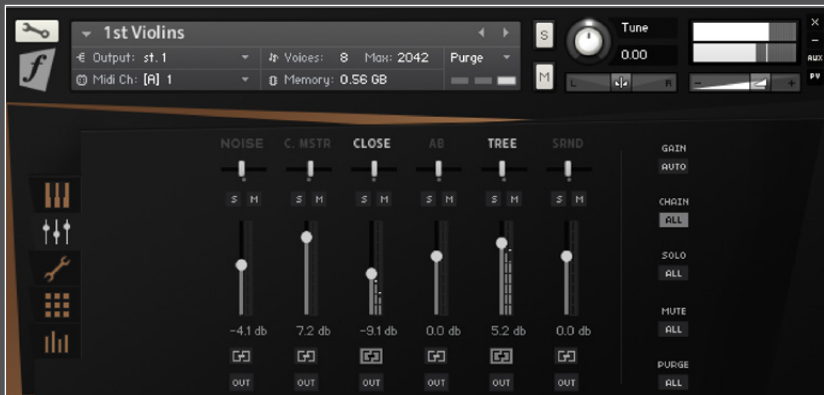 1st Violins
Output: st.1
Voices: 8 Max: 2042
Purge
Midi Ch: [A] 1
Memory: 0.56 GB
S
M
Tune
0.00
L R
- +
×
-
AUX
PV
NOISE C. MSTR CLOSE AB TREE SRND
S M S M S M S M S M S M
-4.1 db 7.2 db -9.1 db 0.0 db 5.2 db 0.0 db
OUT OUT OUT OUT OUT OUT
GAIN
AUTO
CHAIN
ALL
SOLO
ALL
MUTE
ALL
PURGE
ALL